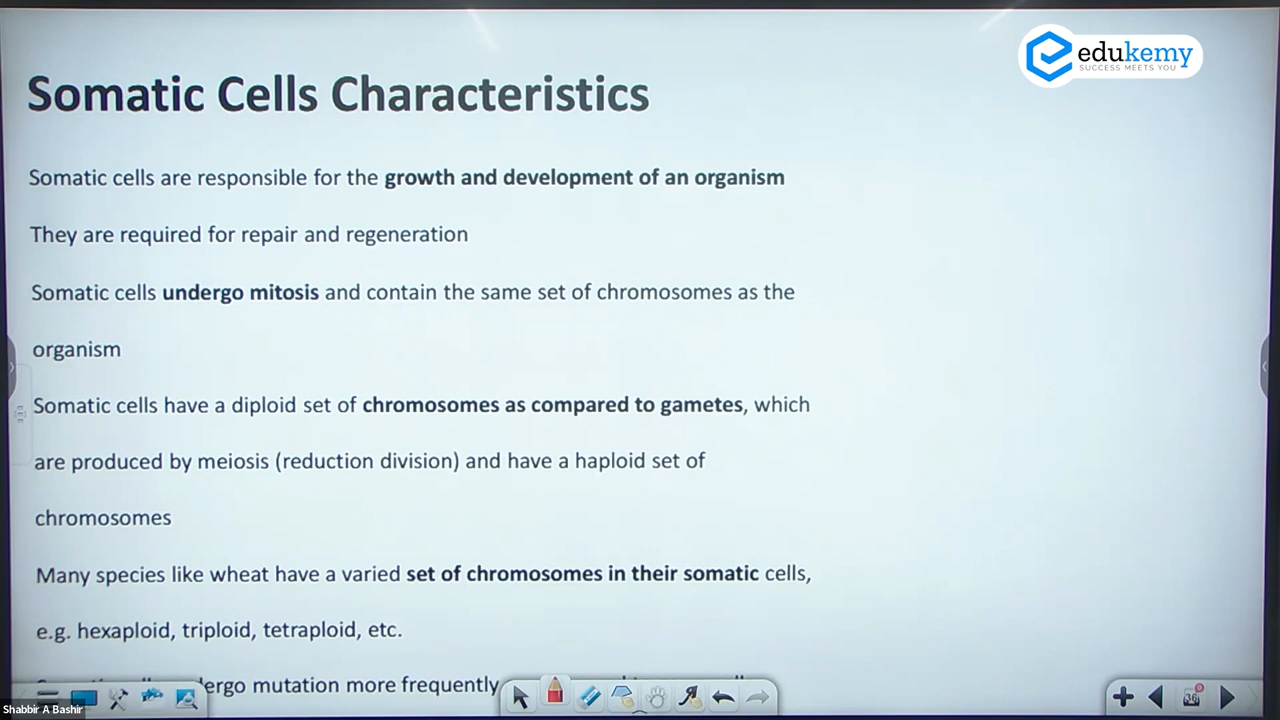 edukemy
SUCCESS MEETS YOU
Somatic Cells Characteristics
Somatic cells are responsible for the growth and development of an organism
They are required for repair and regeneration
Somatic cells undergo mitosis and contain the same set of chromosomes as the
organism
Somatic cells have a diploid set of chromosomes as compared to gametes, which
are produced by meiosis (reduction division) and have a haploid set of
chromosomes
Many species like wheat have a varied set of chromosomes in their somatic cells,
e.g. hexaploid, triploid, tetraploid, etc.
mutation more frequently
36
Shabbir A Bashir